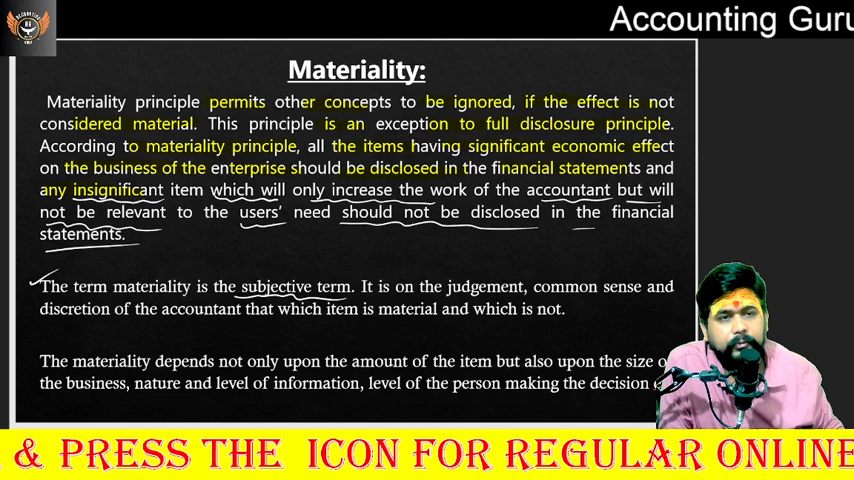 Accounting Guru
Materiality:
Materiality principle permits other concepts to be ignored, if the effect is not
considered material. This principle is an exception to full disclosure principle.
According to materiality principle, all the items having significant economic effect
on the business of the enterprise should be disclosed in the financial statements and
any insignificant item which will only increase the work of the accountant but will
not be relevant to the users' need should not be disclosed in the financial
statements.
The term materiality is the subjective term. It is on the judgement, common sense and
discretion of the accountant that which item is material and which is not.
The materiality depends not only upon the amount of the item but also upon the size
the business, nature and level of information, level of the person making the decision
& PRESS THE ICON FOR REGULAR ONLINE